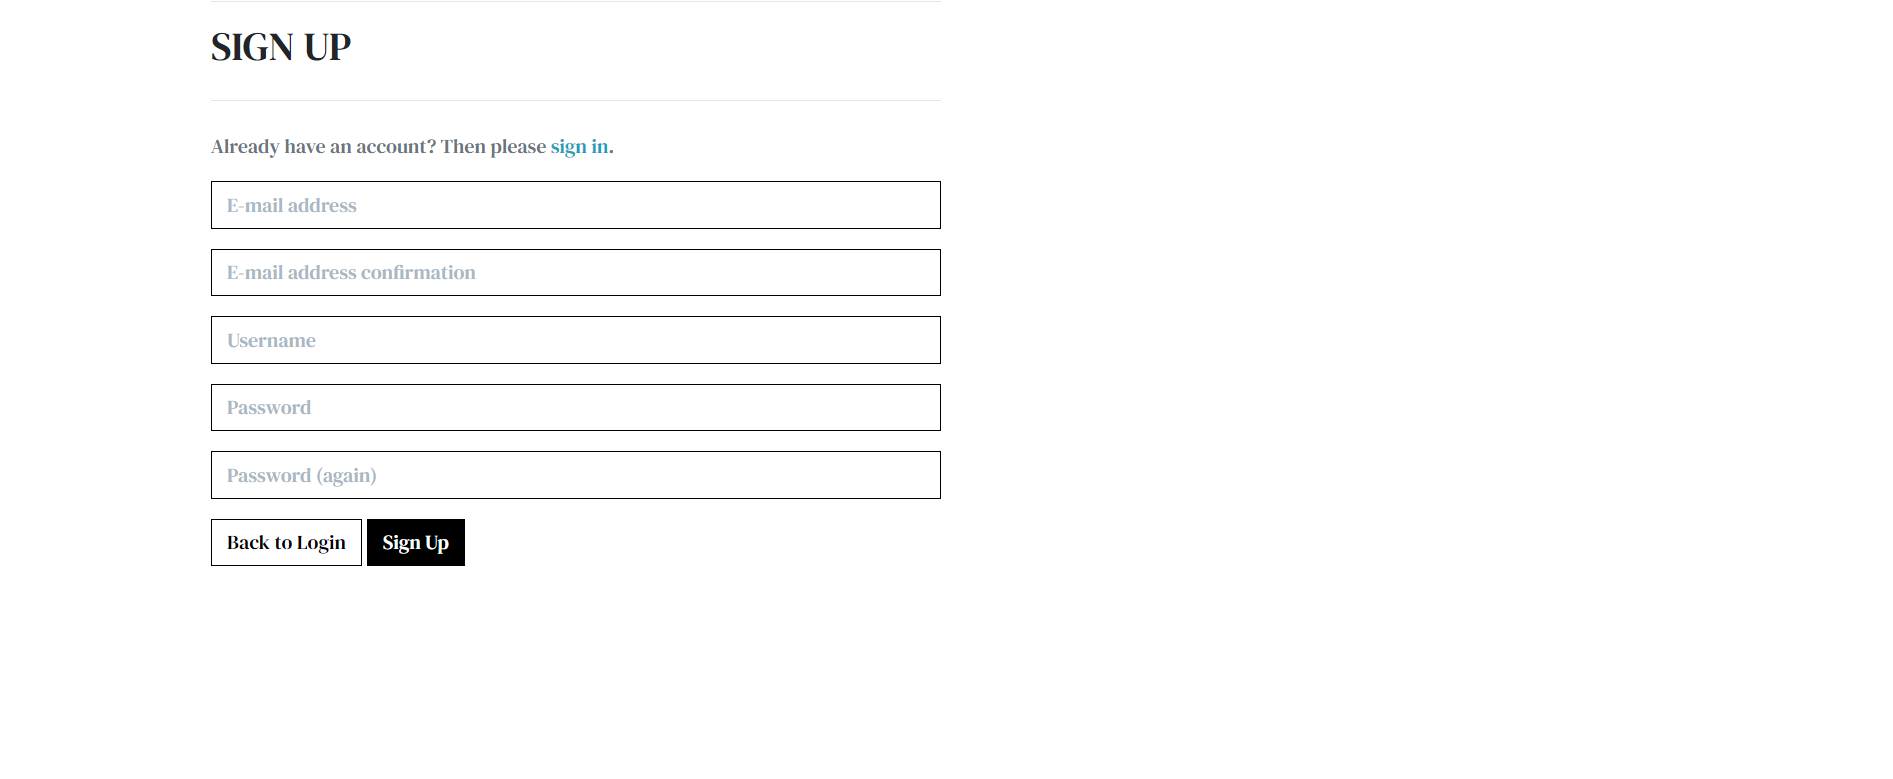 SIGN UP
Already have an account? Then please sign in.
E-mail address
E-mail address confirmation
Username
Password
Password (again)
Back to Login Sign Up